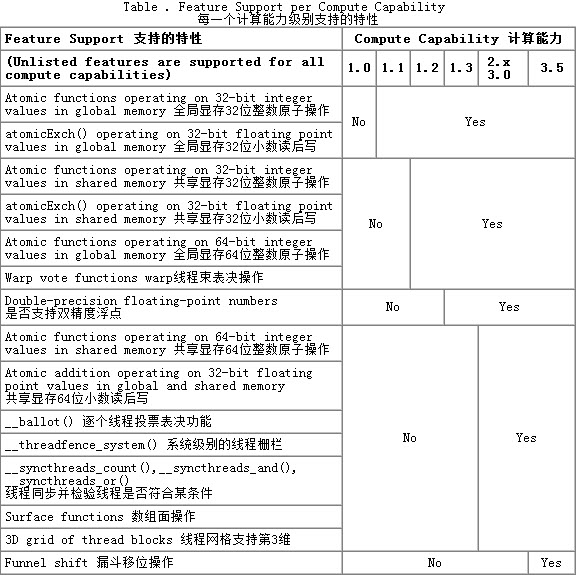 Table . Feature Support per Compute Capability
每一个计算能力级别支持的特性
Feature Support 支持的特性
Compute Capability 计算能力
(Unlisted features are supported for all
compute capabilities)
1.0 1.1 1.2 1.3 2.x 3.0 3.5
Atomic functions operating on 32-bit integer
values in global memory 全局显存32位整数原子操作
No
Yes
atomicExch() operating on 32-bit floating point
values in global memory 全局显存32位小数读后写
Atomic functions operating on 32-bit integer
values in shared memory 共享显存32位整数原子操作
atomicExch() operating on 32-bit floating point
values in shared memory 共享显存32位小数读后写
No
Yes
Atomic functions operating on 64-bit integer
values in global memory 全局显存64位整数原子操作
Warp vote functions warp线程束表决操作
Double-precision floating-point numbers
是否支持双精度浮点
No
Yes
Atomic functions operating on 64-bit integer
values in shared memory 共享显存64位整数原子操作
Atomic addition operating on 32-bit floating
point values in global and shared memory
共享显存64位小数读后写
__ballot() 逐个线程投票表决功能
__threadfence_system() 系统级别的线程栅栏
No
Yes
__syncthreads_count(),__syncthreads_and(),
__syncthreads_or()
线程同步并检验线程是否符合某条件
Surface functions 数组面操作
3D grid of thread blocks 线程网格支持第3维
Funnel shift 漏斗移位操作
No
Yes